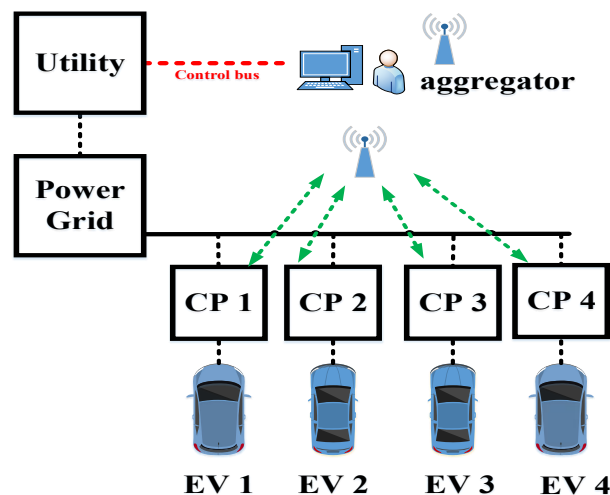 Utility
Control bus
aggregator
Power
Grid
CP 1
CP 2
CP 3
CP 4
EV 1
EV 2
EV 3
EV 4